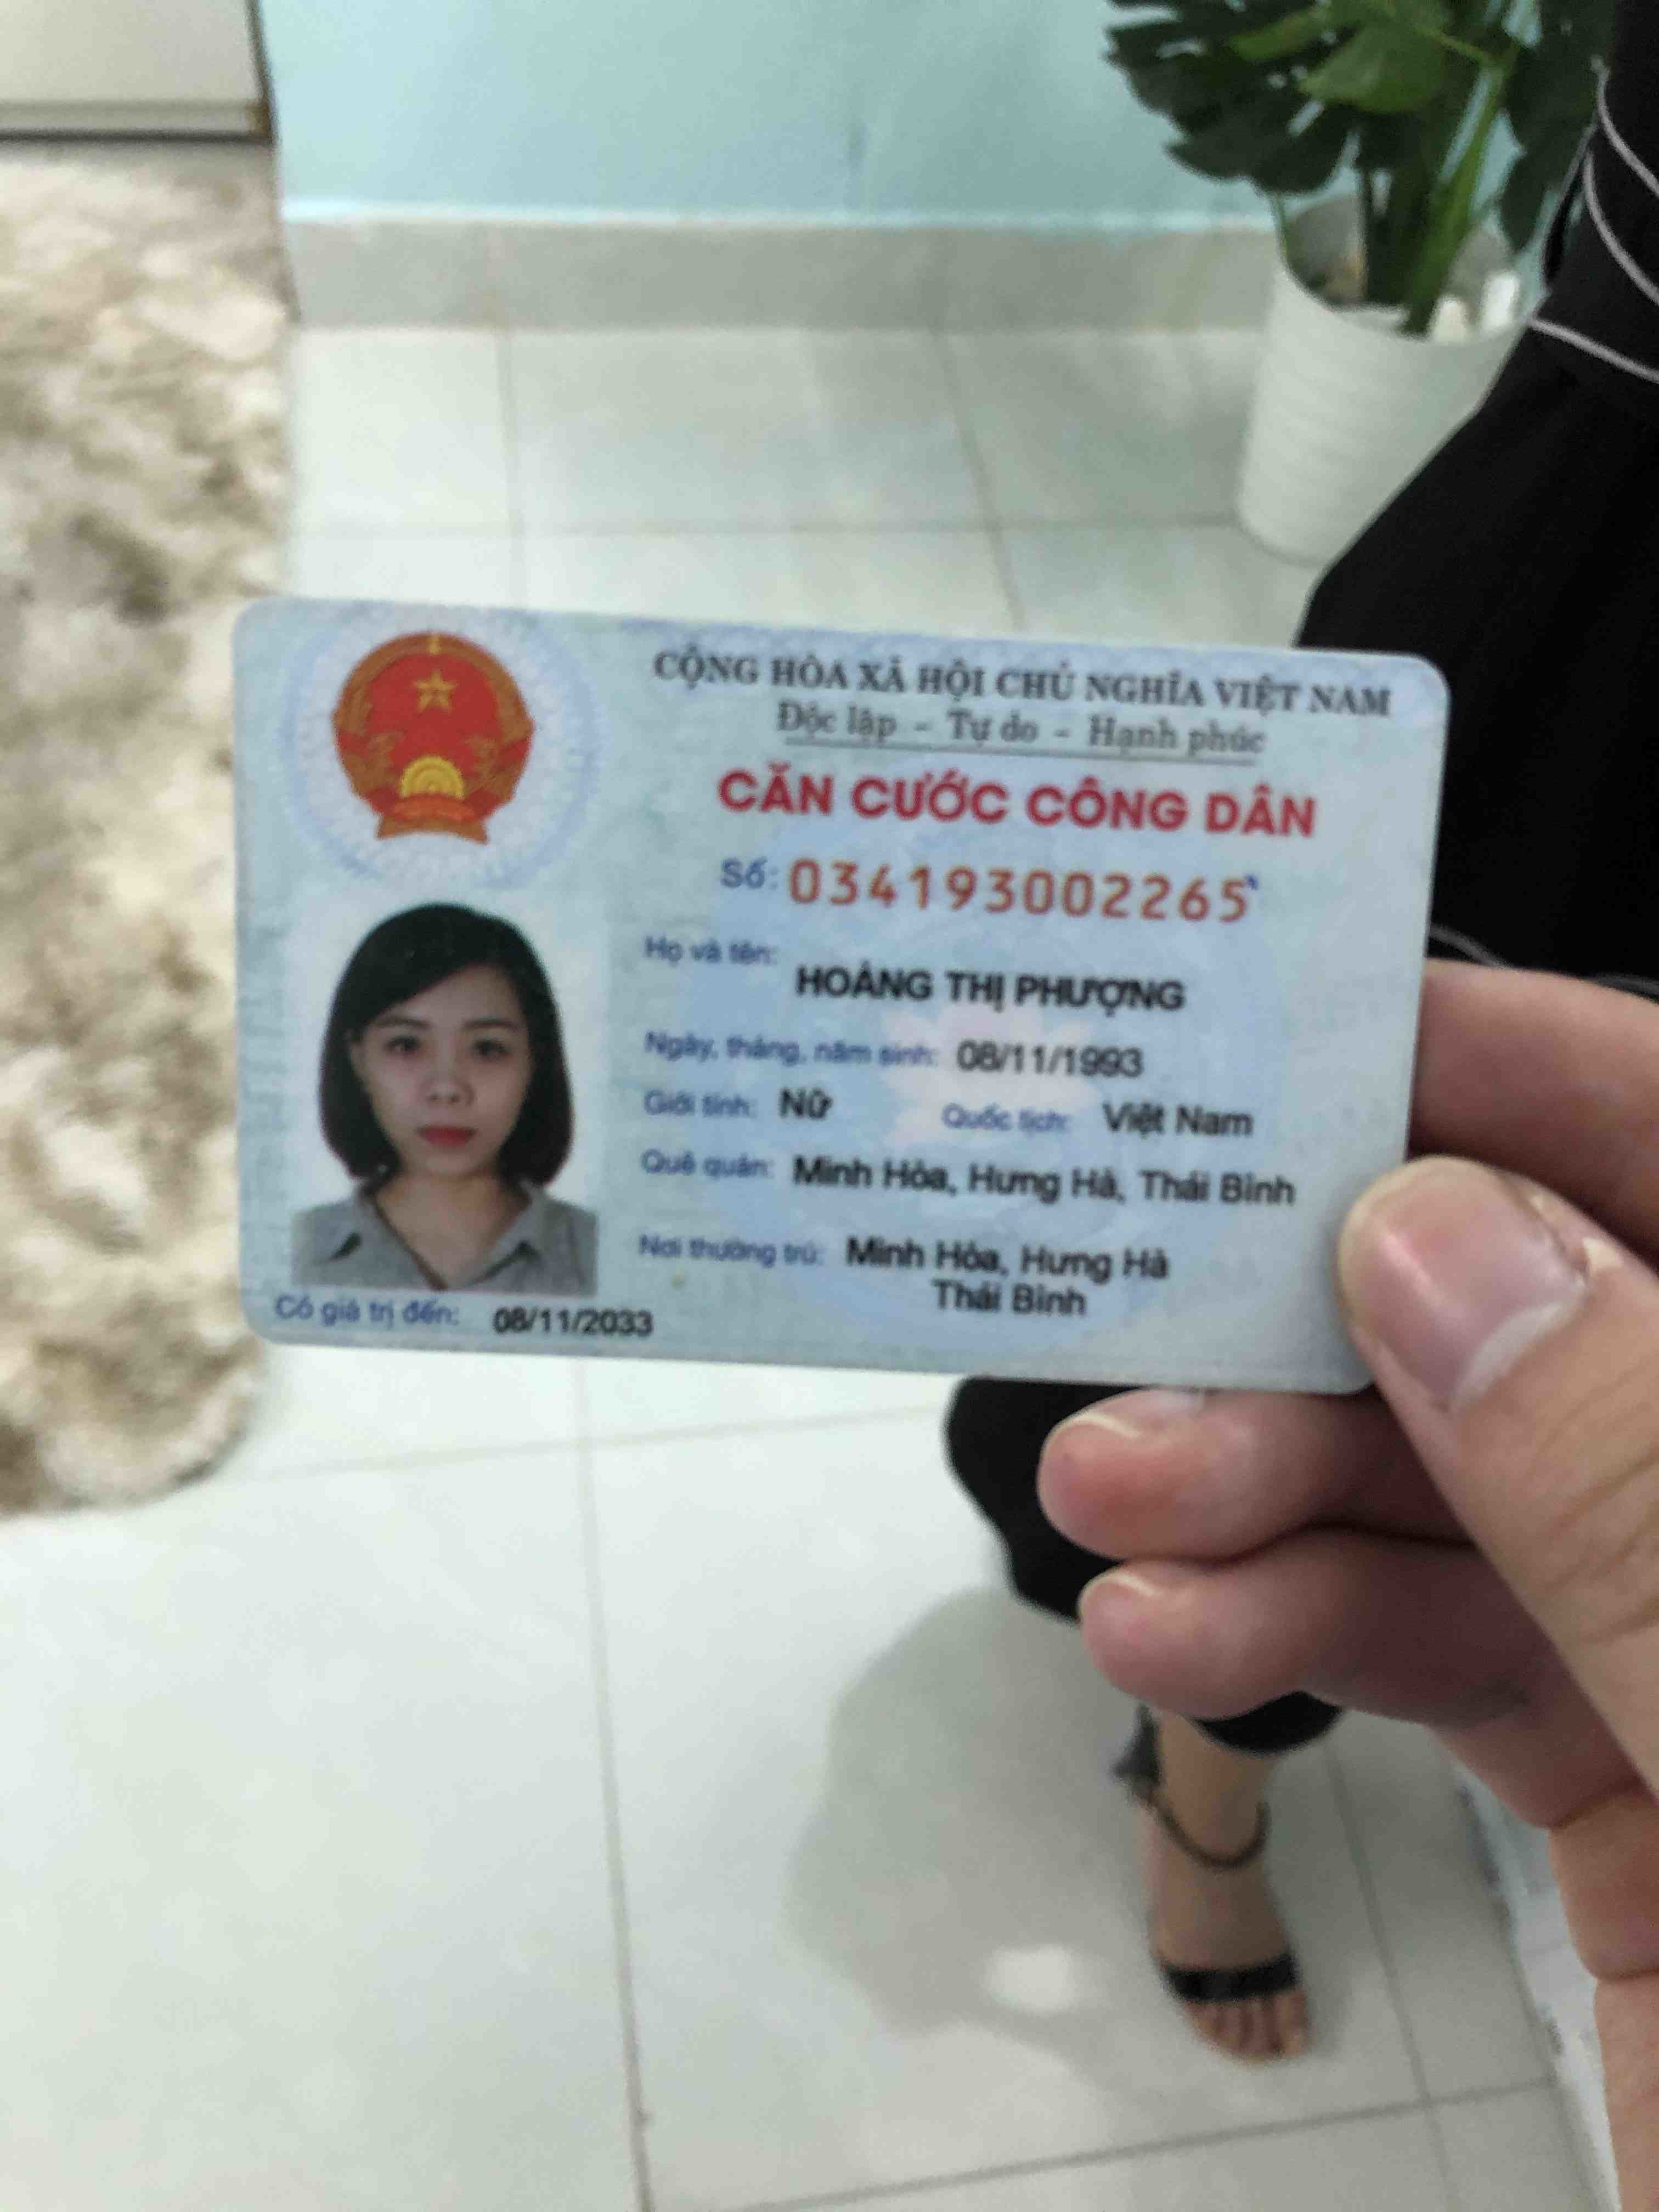 CỘNG HÒA XÃ HỘI CHỦ NGHĨA VIỆT NAM
Độc lập - Tự do - Hạnh phúc
CĂN CƯỚC CÔNG DÂN
Số: 034193002265
Họ và tên: HOÀNG THỊ PHƯỢNG
Ngày, tháng, năm sinh: 08/11/1993
Giới tính: Nữ Quốc tịch: Việt Nam
Quê quán: Minh Hòa, Hưng Hà, Thái Bình
Nơi thường trú: Minh Hòa, Hưng Hà
Thái Bình
Có giá trị đến: 08/11/2033